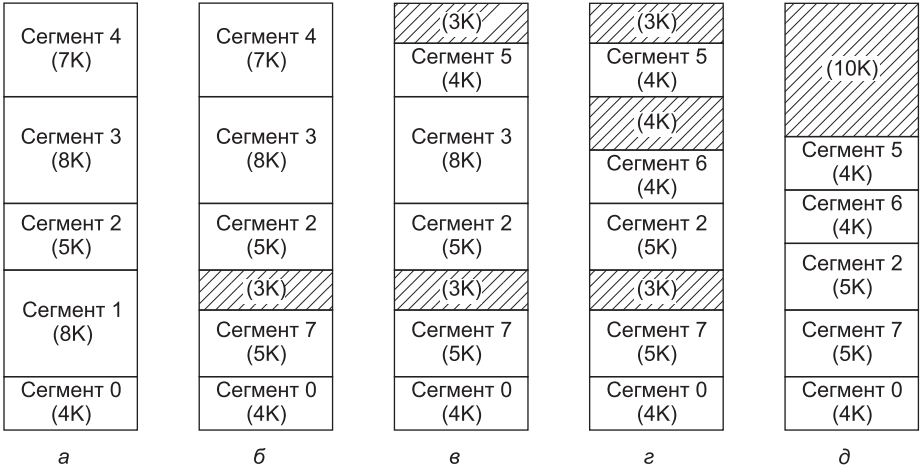 Сегмент 4
(7K)
Сегмент 3
(8K)
Сегмент 2
(5K)
Сегмент 1
(8K)
Сегмент 0
(4K)
а
Сегмент 4
(7K)
Сегмент 3
(8K)
Сегмент 2
(5K)
(3K)
Сегмент 7
(5K)
Сегмент 0
(4K)
б
(3K)
Сегмент 5
(4K)
Сегмент 3
(8K)
Сегмент 2
(5K)
(3K)
Сегмент 7
(5K)
Сегмент 0
(4K)
в
(3K)
Сегмент 5
(4K)
(4K)
Сегмент 6
(4K)
Сегмент 2
(5K)
(3K)
Сегмент 7
(5K)
Сегмент 0
(4K)
г
(10K)
Сегмент 5
(4K)
Сегмент 6
(4K)
Сегмент 2
(5K)
Сегмент 7
(5K)
Сегмент 0
(4K)
д